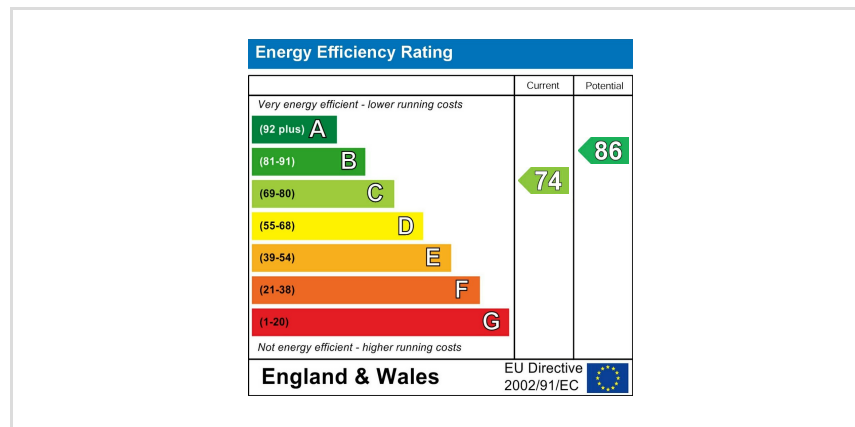 Energy Efficiency Rating
Current Potential
Very energy efficient - lower running costs
(92 plus) A
(81-91) B
86
(69-80) C
74
(55-68) D
(39-54) E
(21-38) F
(1-20) G
Not energy efficient - higher running costs
England & Wales
EU Directive
2002/91/EC